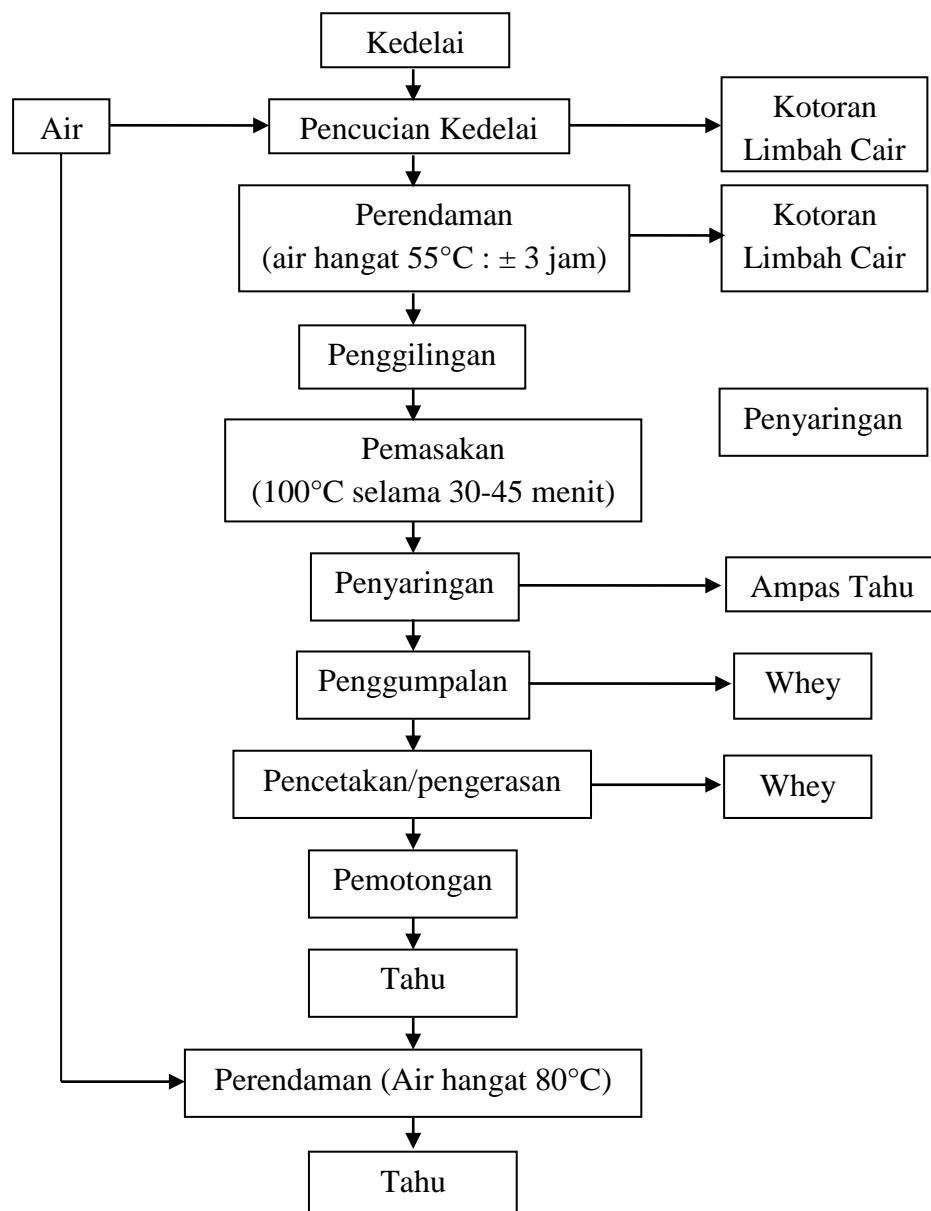 Kedelai
Air
Pencucian Kedelai
Kotoran
Limbah Cair
Perendaman
(air hangat 55°C : ± 3 jam)
Kotoran
Limbah Cair
Penggilingan
Penyaringan
Pemasakan
(100°C selama 30-45 menit)
Penyaringan
Ampas Tahu
Penggumpalan
Whey
Pencetakan/pengerasan
Whey
Pemotongan
Tahu
Perendaman (Air hangat 80°C)
Tahu